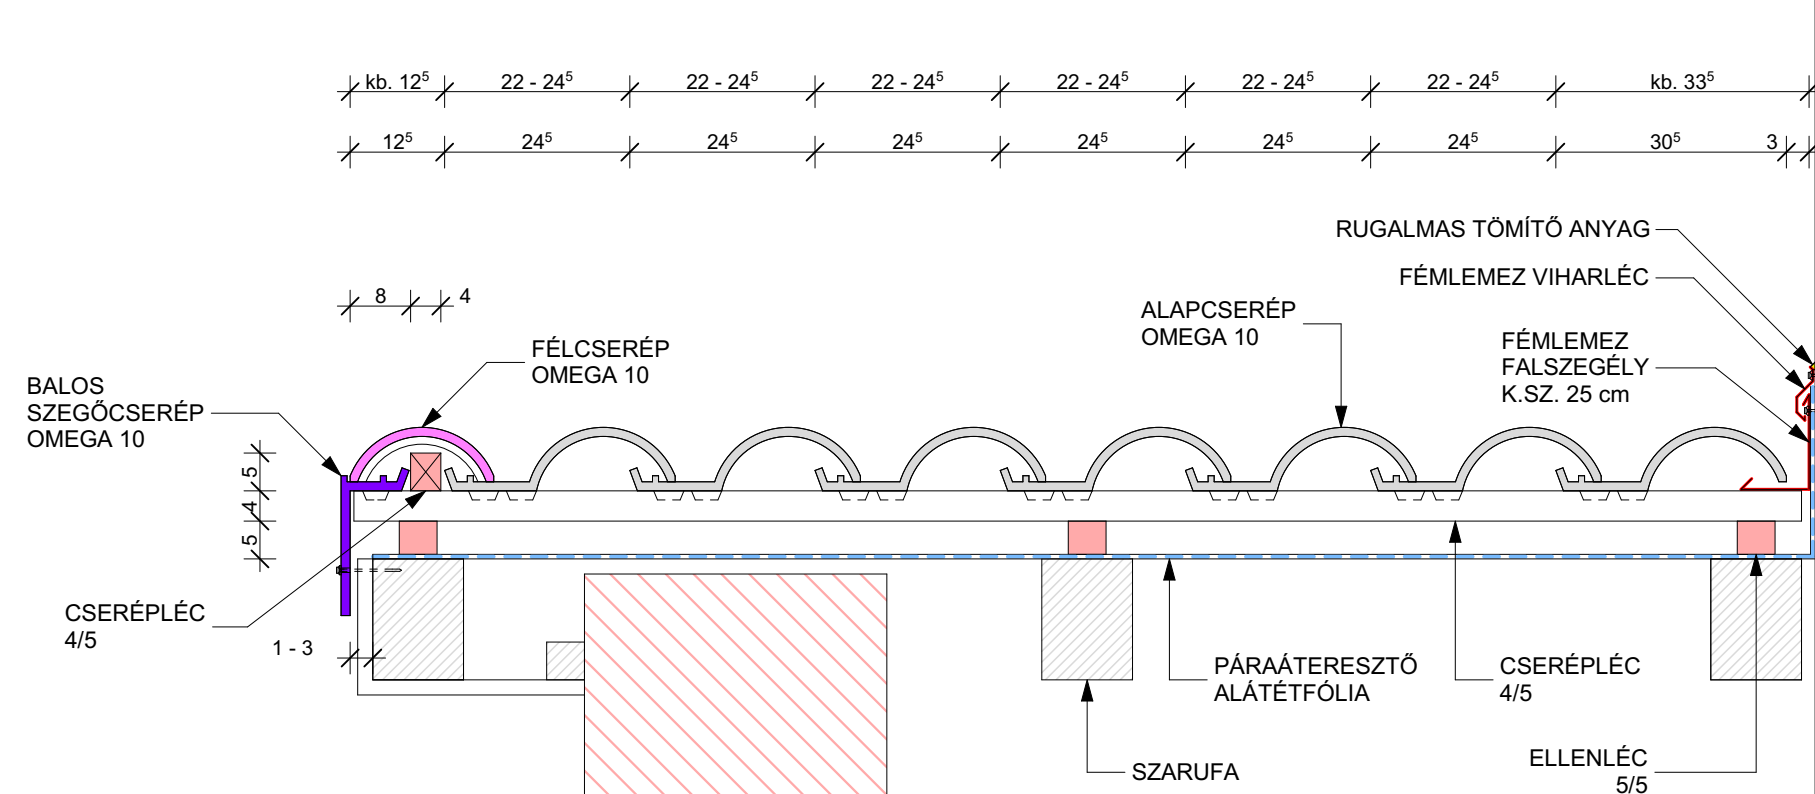 kb. 12⁵ 22 - 24⁵ 22 - 24⁵ 22 - 24⁵ 22 - 24⁵ 22 - 24⁵ 22 - 24⁵ kb. 33⁵
12⁵ 24⁵ 24⁵ 24⁵ 24⁵ 24⁵ 24⁵ 30⁵ 3
RUGALMAS TÖMÍTŐ ANYAG
FÉMLEMEZ VIHARLÉC
8 4
ALAPCSERÉP
OMEGA 10
FÉMLEMEZ
FALSZEGÉLY
K.SZ. 25 cm
FÉLCSERÉP
OMEGA 10
BALOS
SZEGŐCSERÉP
OMEGA 10
5
4
5
CSERÉPLÉC
4/5
1 - 3
PÁRAÁTERESZTŐ
ALÁTÉTFÓLIA
CSERÉPLÉC
4/5
SZARUFA
ELLENLÉC
5/5